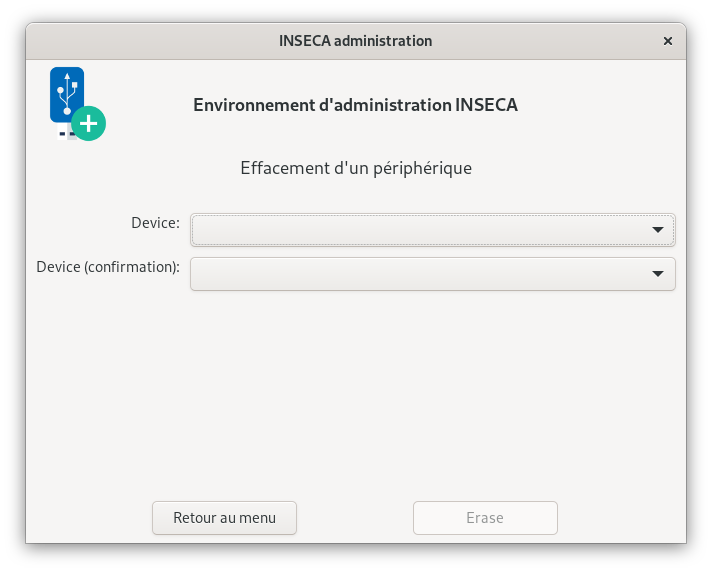 INSECA administration
Environnement d'administration INSECA
Effacement d'un périphérique
Device:
Device (confirmation):
Retour au menu
Erase